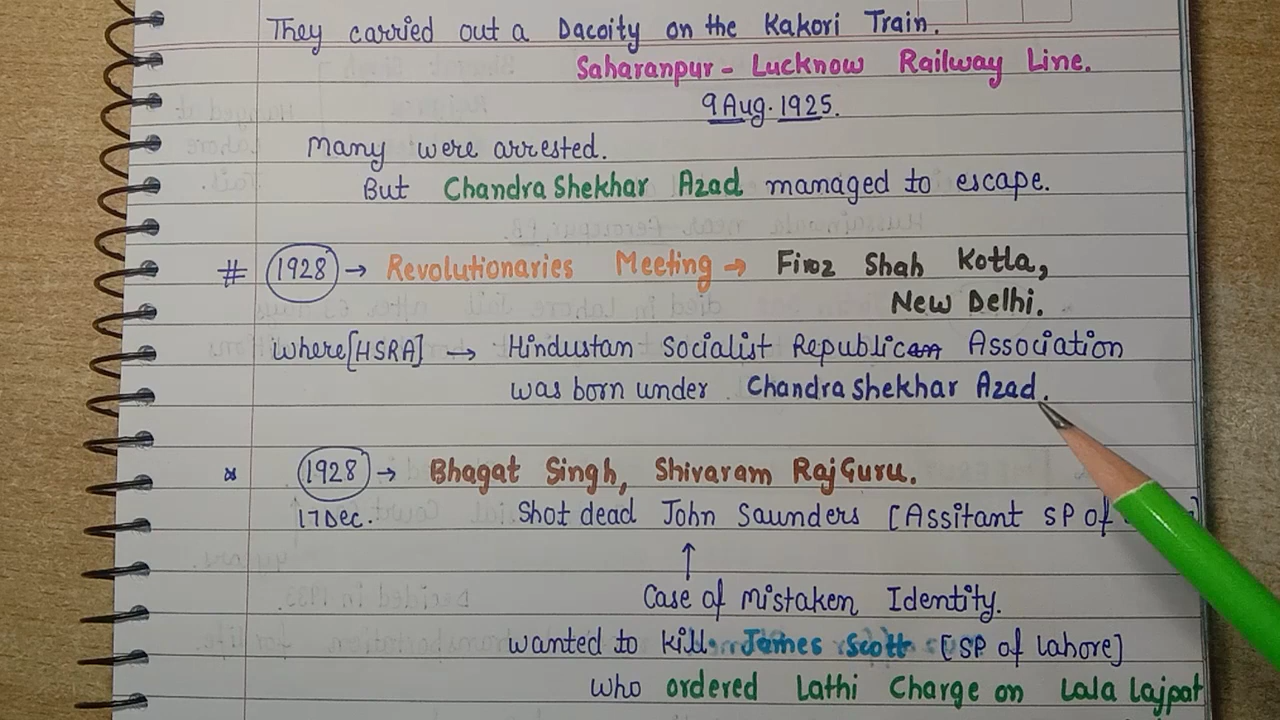 They carried out a Dacoity on the Kakori Train.
Saharanpur - Lucknow Railway Line.
9 Aug. 1925.
Many were arrested.
But Chandra Shekhar Azad managed to escape.
# 1928 → Revolutionaries Meeting → Firoz Shah Kotla,
New Delhi.
where [HSRA] → Hindustan Socialist Republican Association
was born under Chandra Shekhar Azad.
1928 → Bhagat Singh, Shivaram RajGuru.
17 Dec. Shot dead John Saunders [Assitant SP of
↑
Case of mistaken Identity.
wanted to kill James Scott [SP of Lahore]
who ordered Lathi Charge on Lala Lajpat